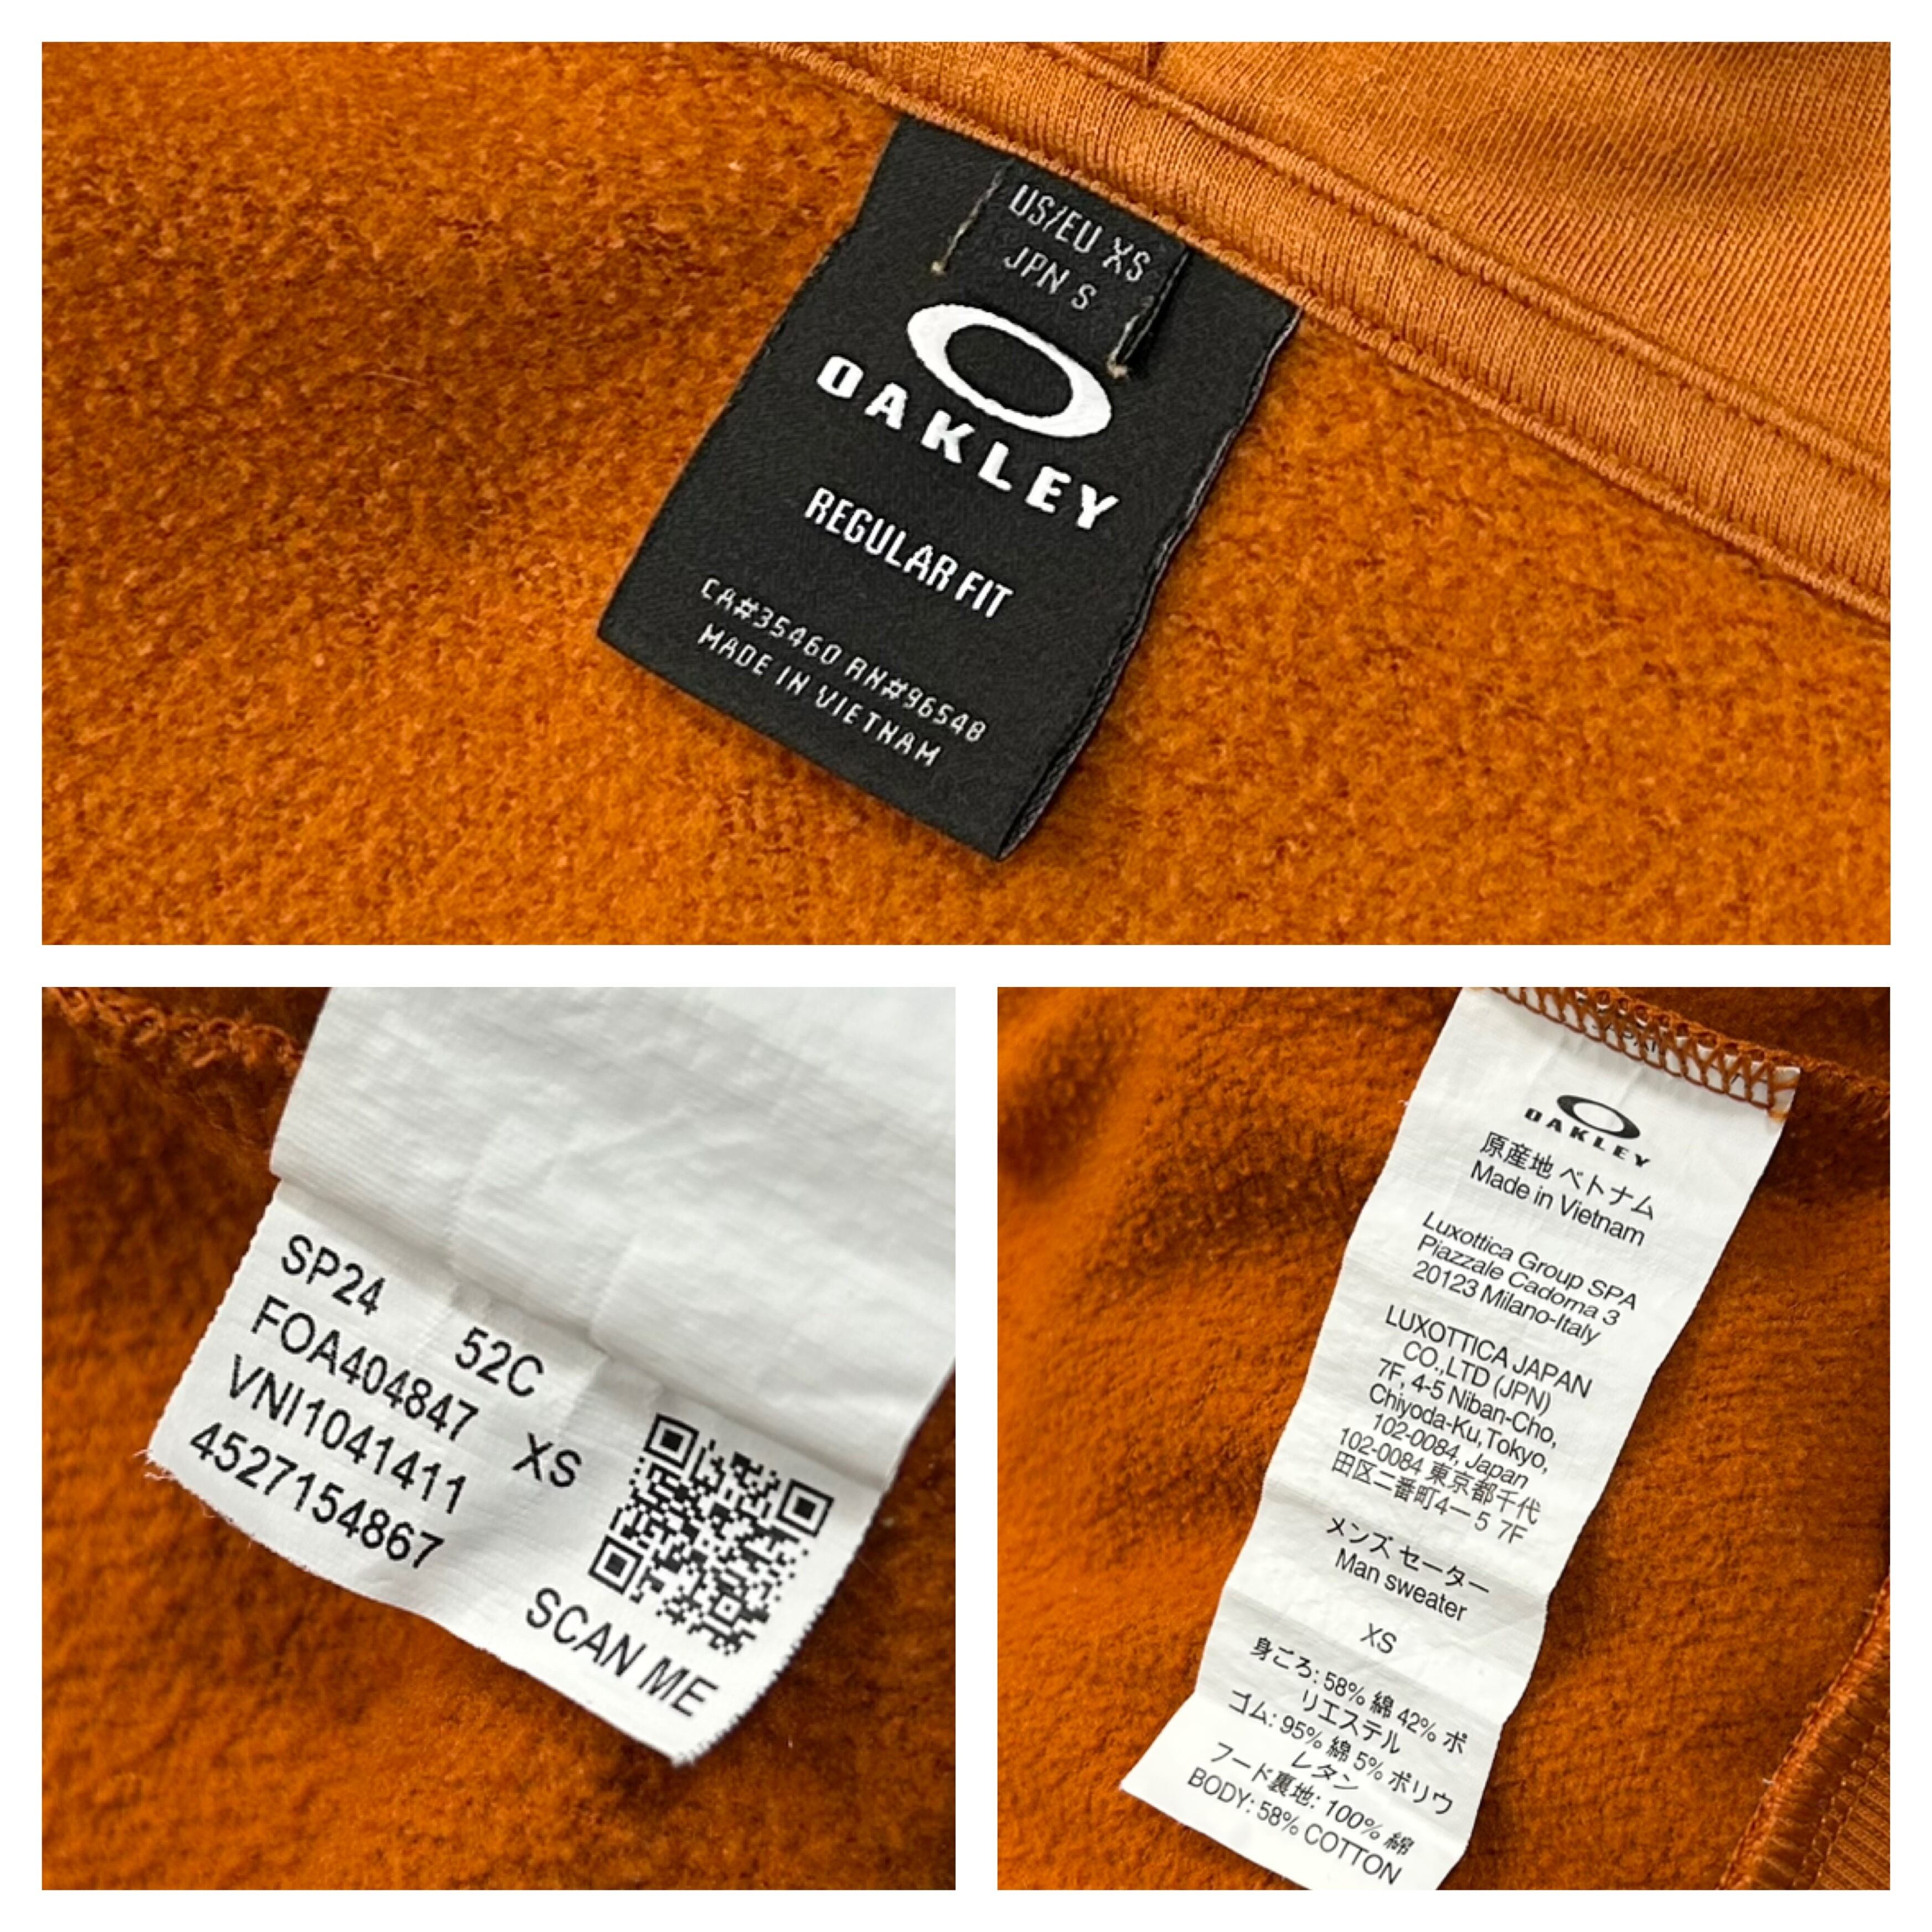 US/EU XS
JPN S
OAKLEY
REGULAR FIT
CA#35460 RN#96548
MADE IN VIETNAM
SP24
52C
FOA404847
VNI1041411
XS
4527154867
SCAN ME
OAKLEY
原産地 ベトナム
Made in Vietnam
Luxottica Group SPA
Piazzale Cadorna 3
20123 Milano-Italy
LUXOTTICA JAPAN
CO.,LTD (JPN)
7F, 4-5 Niban-Cho,
Chiyoda-Ku,Tokyo,
102-0084, Japan
102-0084 東京都千代
田区二番町4ー5 7F
メンズ セーター
Man sweater
XS
身ごろ: 58% 綿 42% ポ
リエステル
ゴム: 95% 綿 5% ポリウ
レタン
フード裏地: 100% 綿
BODY: 58% COTTON